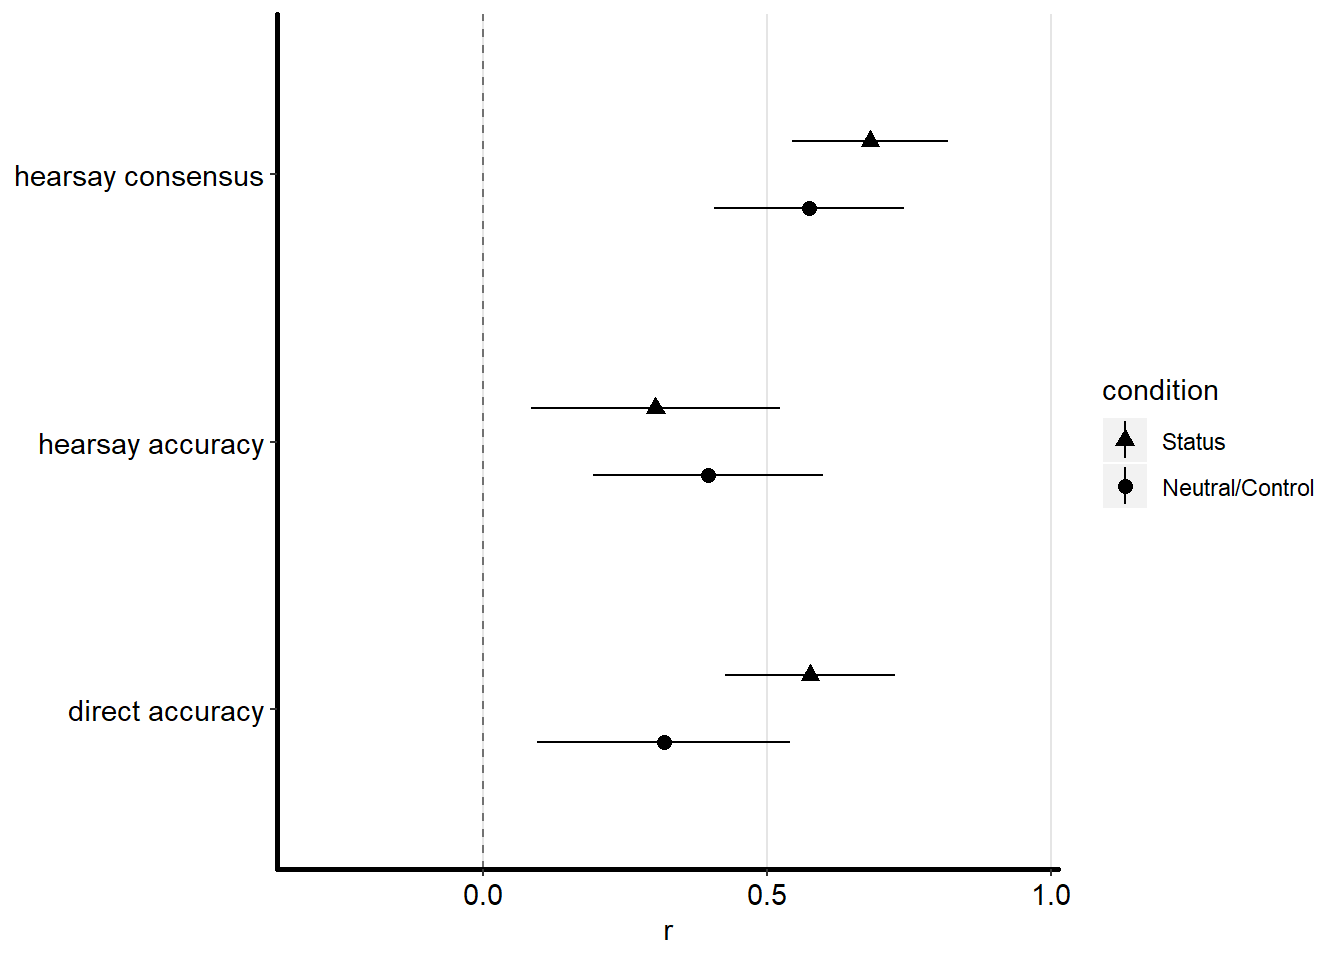 hearsay consensus
hearsay accuracy
direct accuracy
0.0 0.5 1.0
r
condition
Status
Neutral/Control